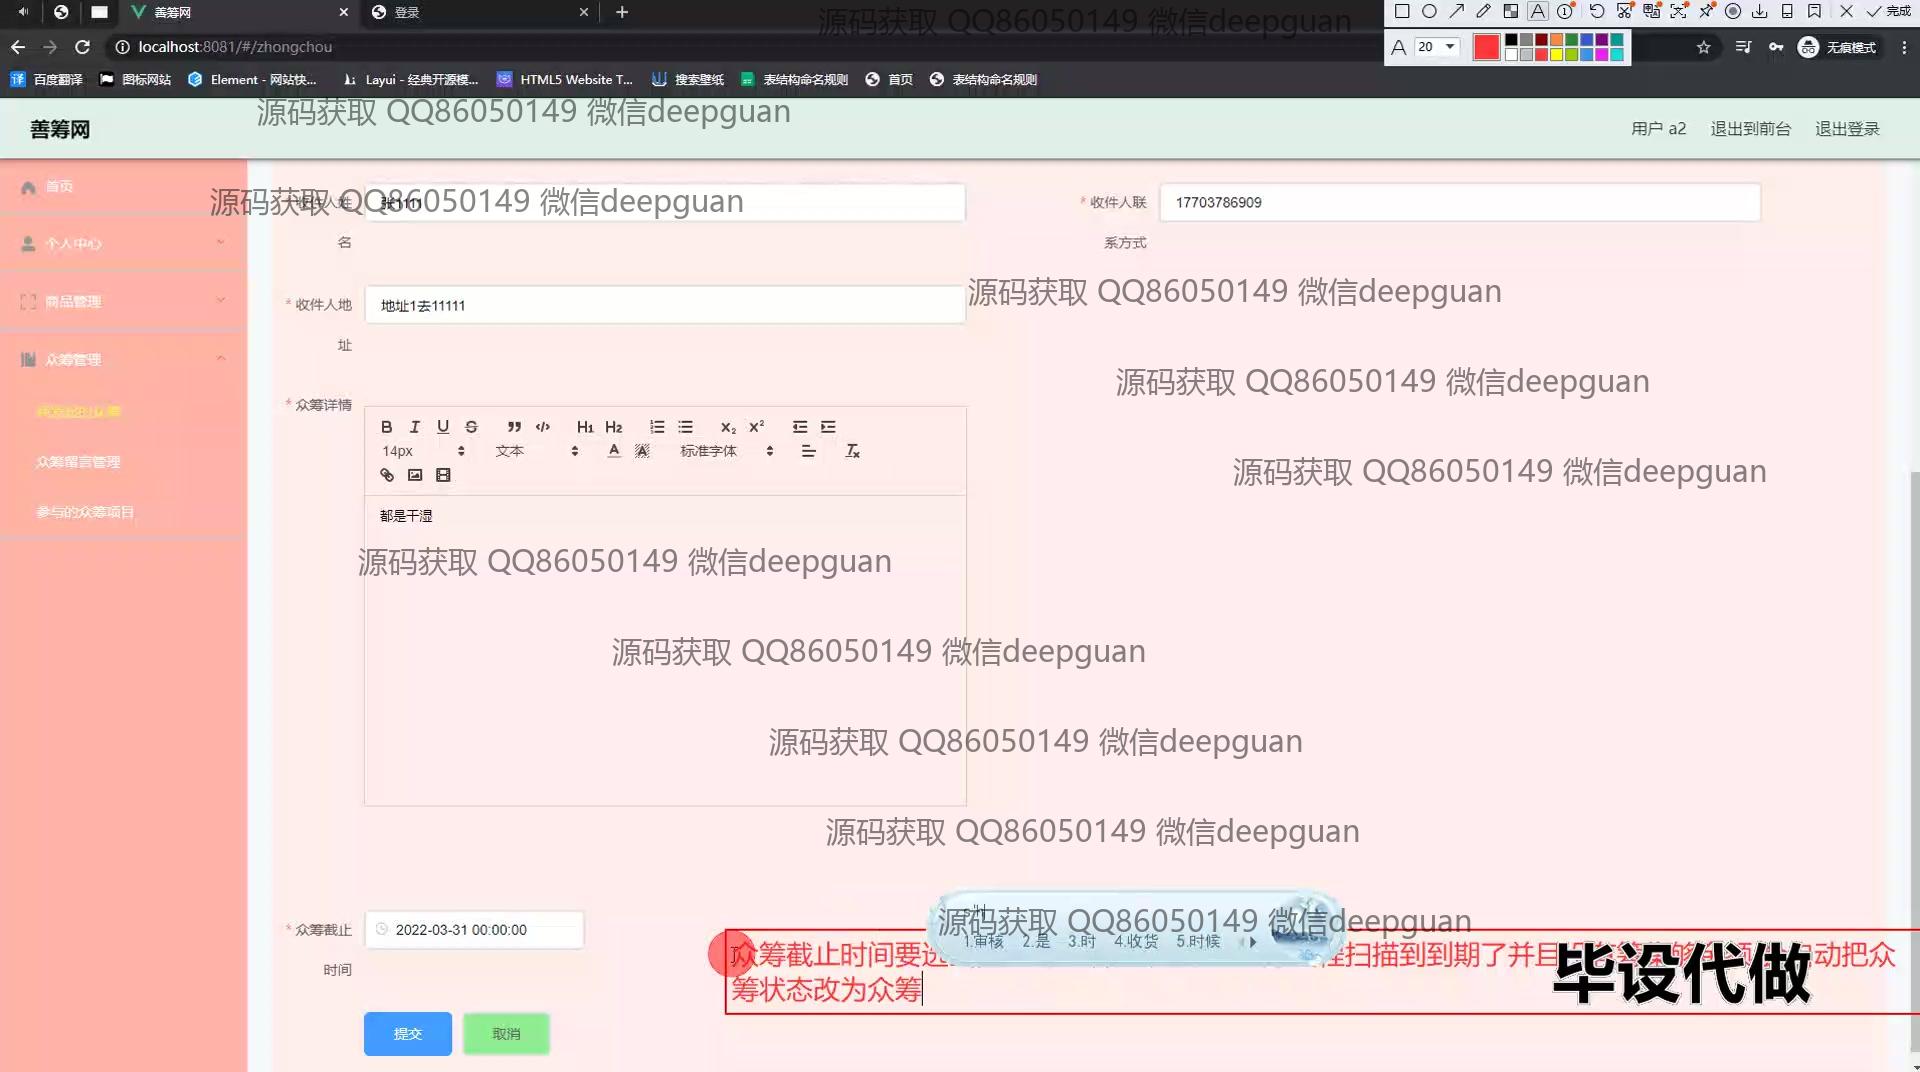 善筹网
登录
源码获取 QQ86050149 微信deepguan
完成
localhost:8081/#/zhongchou
A 20
无痕模式
译 百度翻译 图标网站 Element - 网站快... Layui - 经典开源模... HTML5 Website T... 搜索壁纸 表结构命名规则 首页 表结构命名规则
源码获取 QQ86050149 微信deepguan
善筹网
用户 a2 退出到前台 退出登录
首页
个人中心
商品管理
众筹管理
众筹留言管理
参与的众筹项目
源码获取 QQ86050149 微信deepguan
* 收件人姓名
张1111
* 收件人联系方式
17703786909
源码获取 QQ86050149 微信deepguan
* 收件人地址
地址1去11111
源码获取 QQ86050149 微信deepguan
* 众筹详情
B I U S H1 H2 X2 X2
14px 文本 A A 标准字体 Tx
源码获取 QQ86050149 微信deepguan
都是干湿
源码获取 QQ86050149 微信deepguan
源码获取 QQ86050149 微信deepguan
源码获取 QQ86050149 微信deepguan
源码获取 QQ86050149 微信deepguan
源码获取 QQ86050149 微信deepguan
* 众筹截止时间
2022-03-31 00:00:00
1.审核 2.是 3.时 4.收货 5.时候
众筹截止时间要 扫描到到期了并且 动把众
筹状态改为众筹
毕设代做
提交 取消